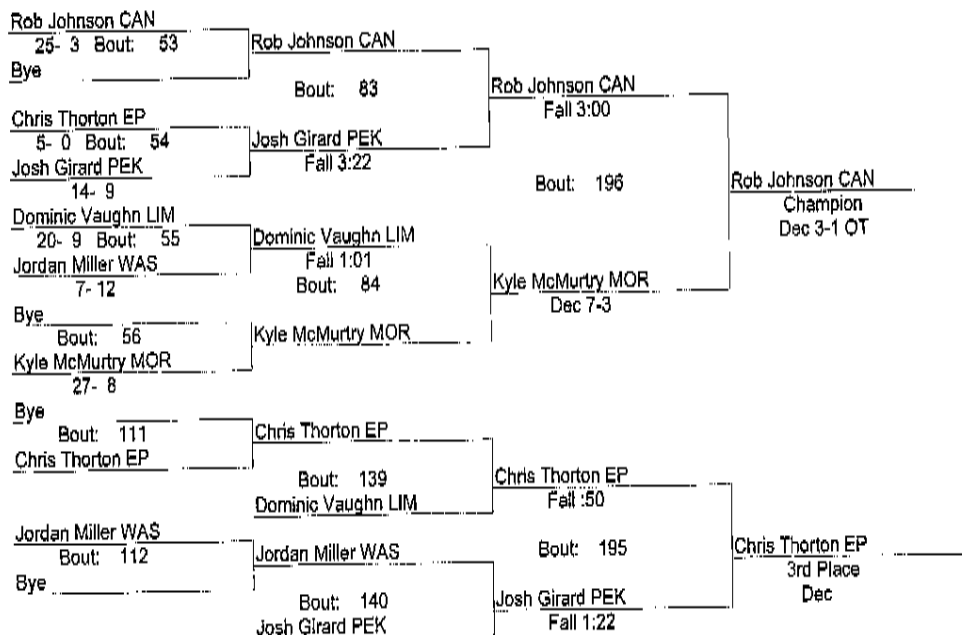 Rob Johnson CAN
25- 3 Bout: 53
Bye
Rob Johnson CAN
Bout: 83
Chris Thorton EP
5- 0 Bout: 54
Josh Girard PEK
14- 9
Josh Girard PEK
Fall 3:22
Rob Johnson CAN
Fall 3:00
Bout: 196
Dominic Vaughn LIM
20- 9 Bout: 55
Jordan Miller WAS
7- 12
Dominic Vaughn LIM
Fall 1:01
Bout: 84
Bye
Bout: 56
Kyle McMurtry MOR
27- 8
Kyle McMurtry MOR
Kyle McMurtry MOR
Dec 7-3
Rob Johnson CAN
Champion
Dec 3-1 OT
Bye
Bout: 111
Chris Thorton EP
Chris Thorton EP
Bout: 139
Dominic Vaughn LIM
Chris Thorton EP
Fall :50
Bout: 195
Jordan Miller WAS
Bout: 112
Bye
Jordan Miller WAS
Bout: 140
Josh Girard PEK
Josh Girard PEK
Fall 1:22
Chris Thorton EP
3rd Place
Dec